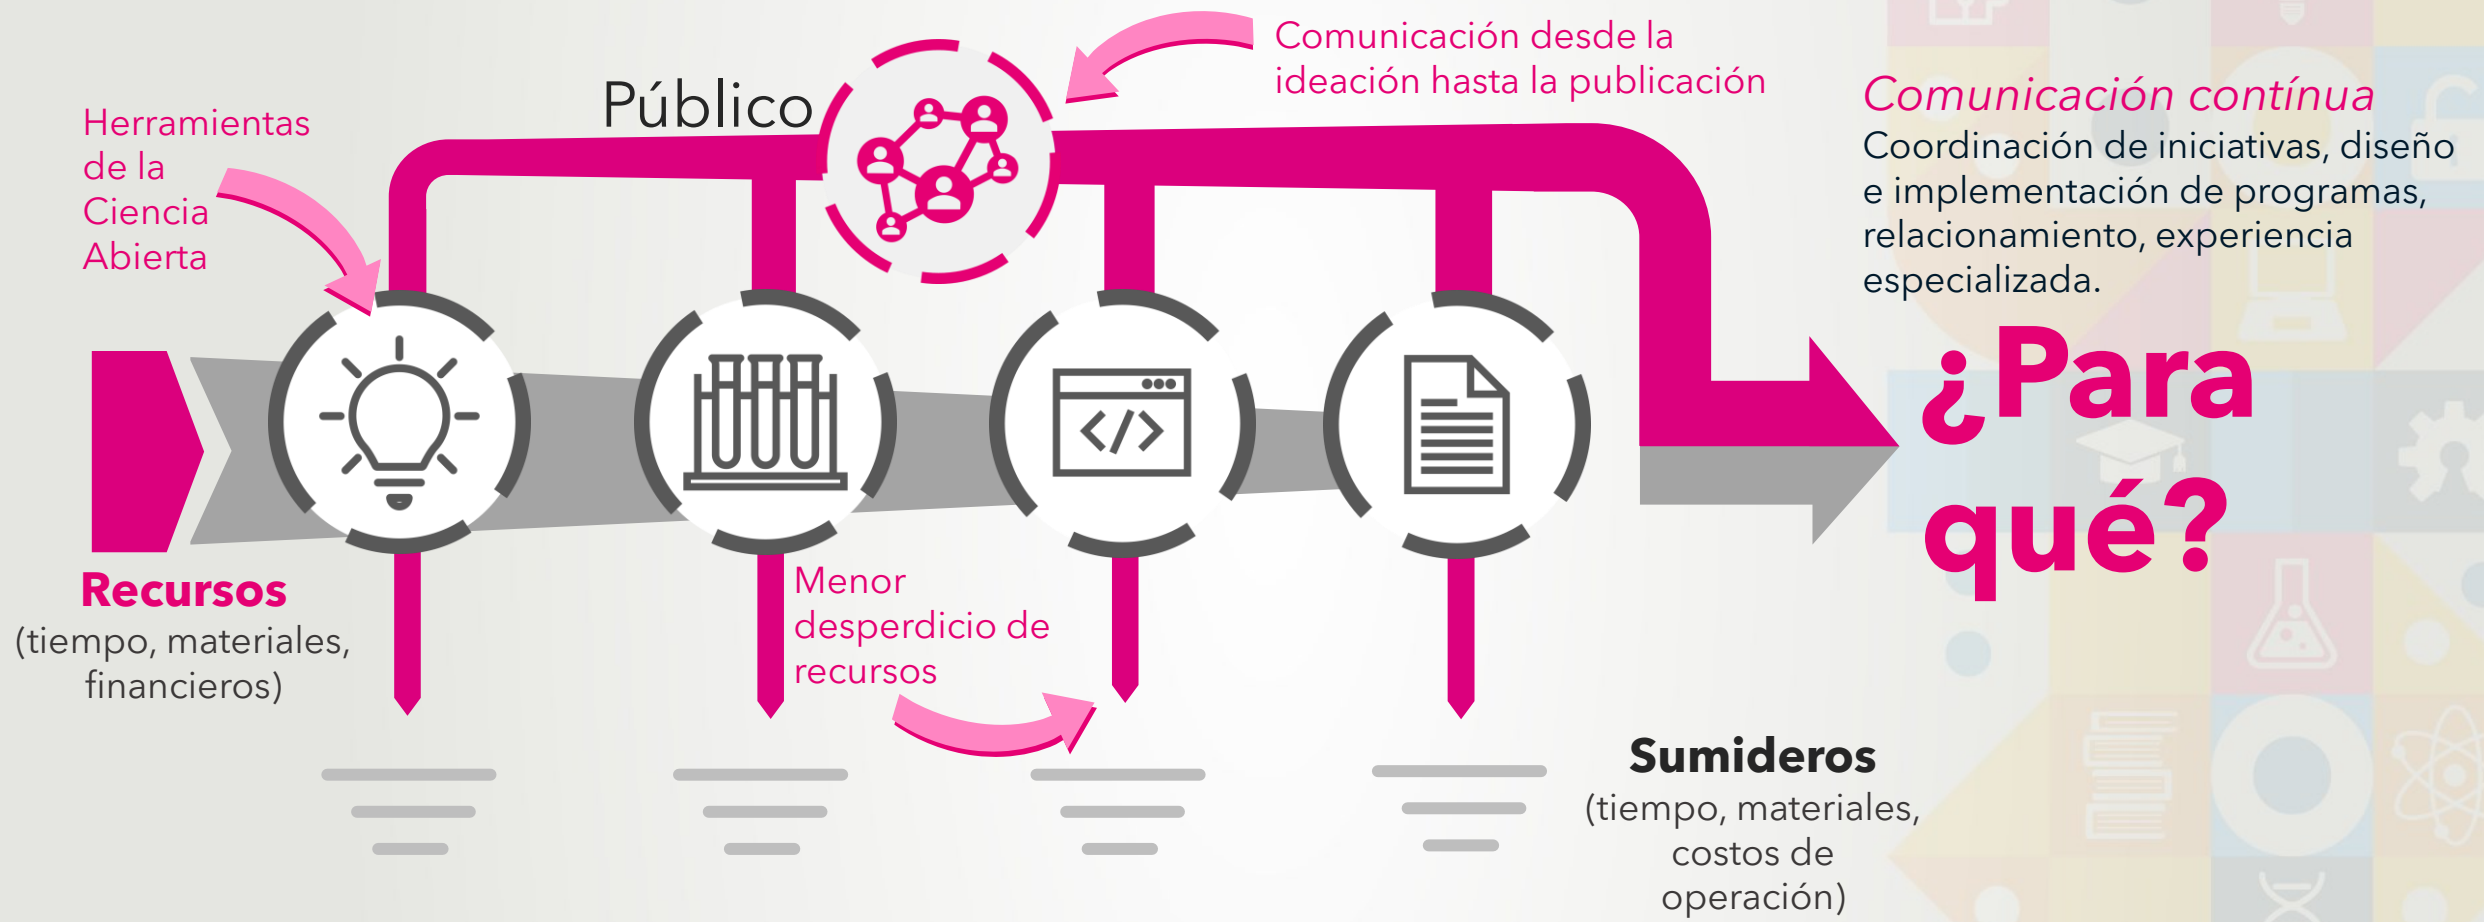 Comunicación desde la
ideación hasta la publicación
Público
Herramientas
de la
Ciencia
Abierta
Comunicación contínua
Coordinación de iniciativas, diseño
e implementación de programas,
relacionamiento, experiencia
especializada.
¿Para
qué?
</>
Recursos
(tiempo, materiales,
financieros)
Menor
desperdicio de
recursos
Sumideros
(tiempo, materiales,
costos de
operación)